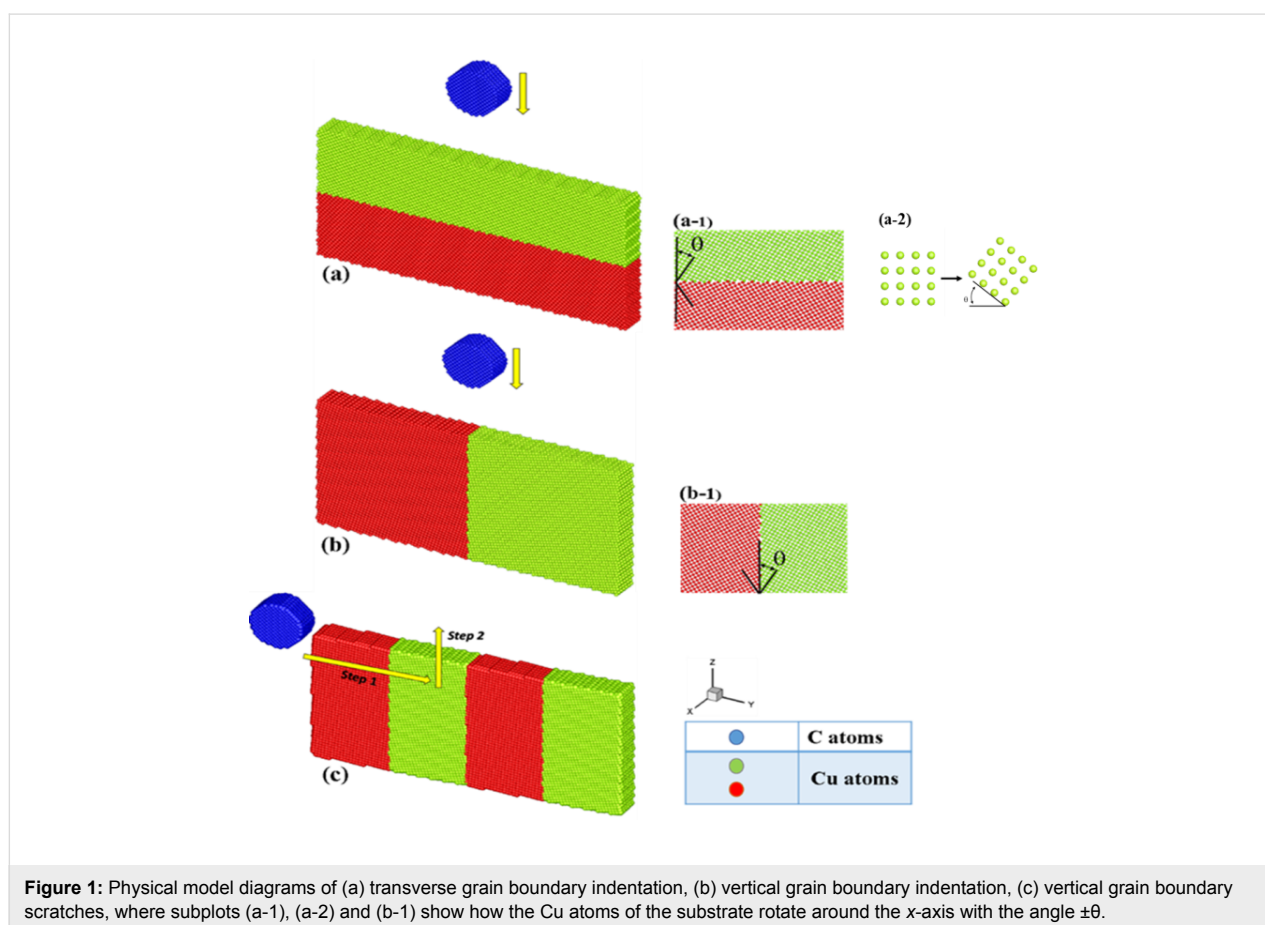 (a)
(a-1)
θ
(a-2)
θ
(b)
(b-1)
θ
Step 1
Step 2
(c)
Z
X
Y
C atoms
Cu atoms
Figure 1: Physical model diagrams of (a) transverse grain boundary indentation, (b) vertical grain boundary indentation, (c) vertical grain boundary
scratches, where subplots (a-1), (a-2) and (b-1) show how the Cu atoms of the substrate rotate around the x-axis with the angle ±θ.